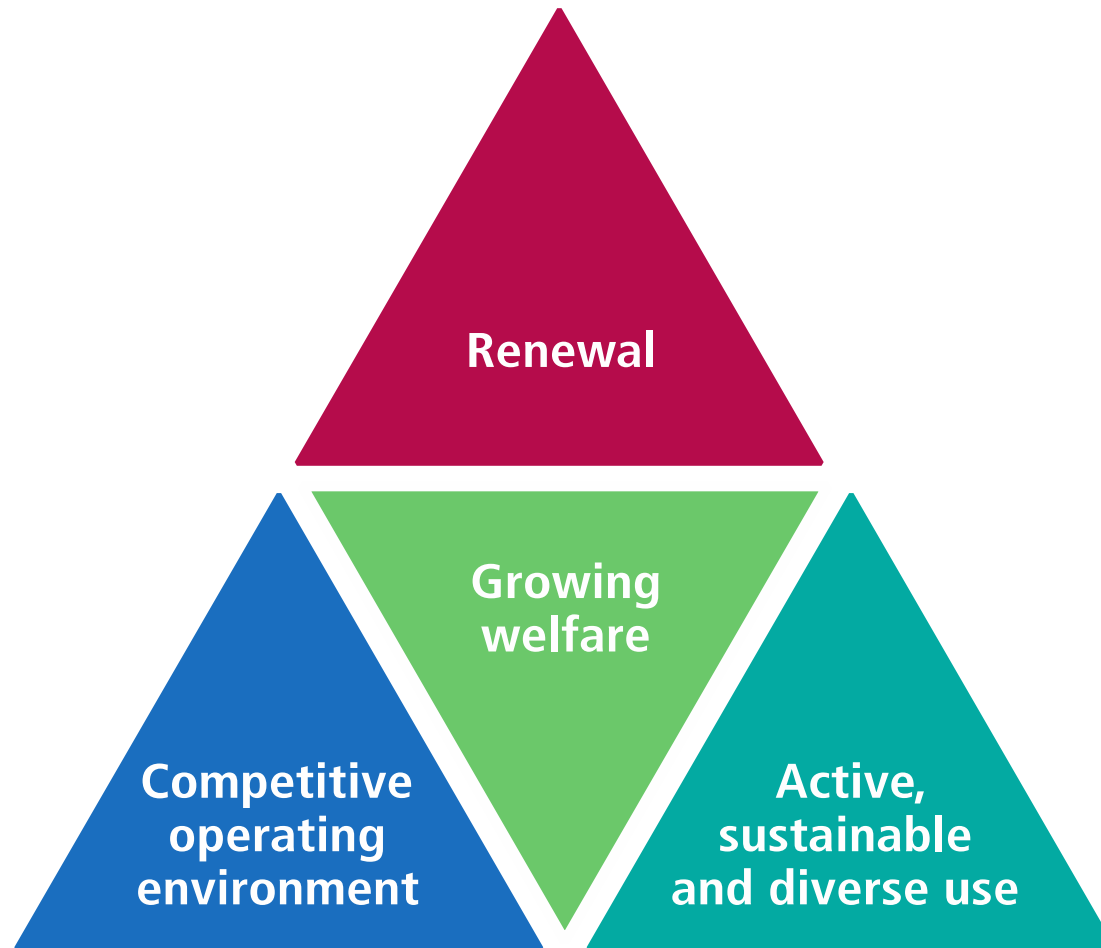 Renewal
Growing
welfare
Competitive
operating
environment
Active,
sustainable
and diverse use